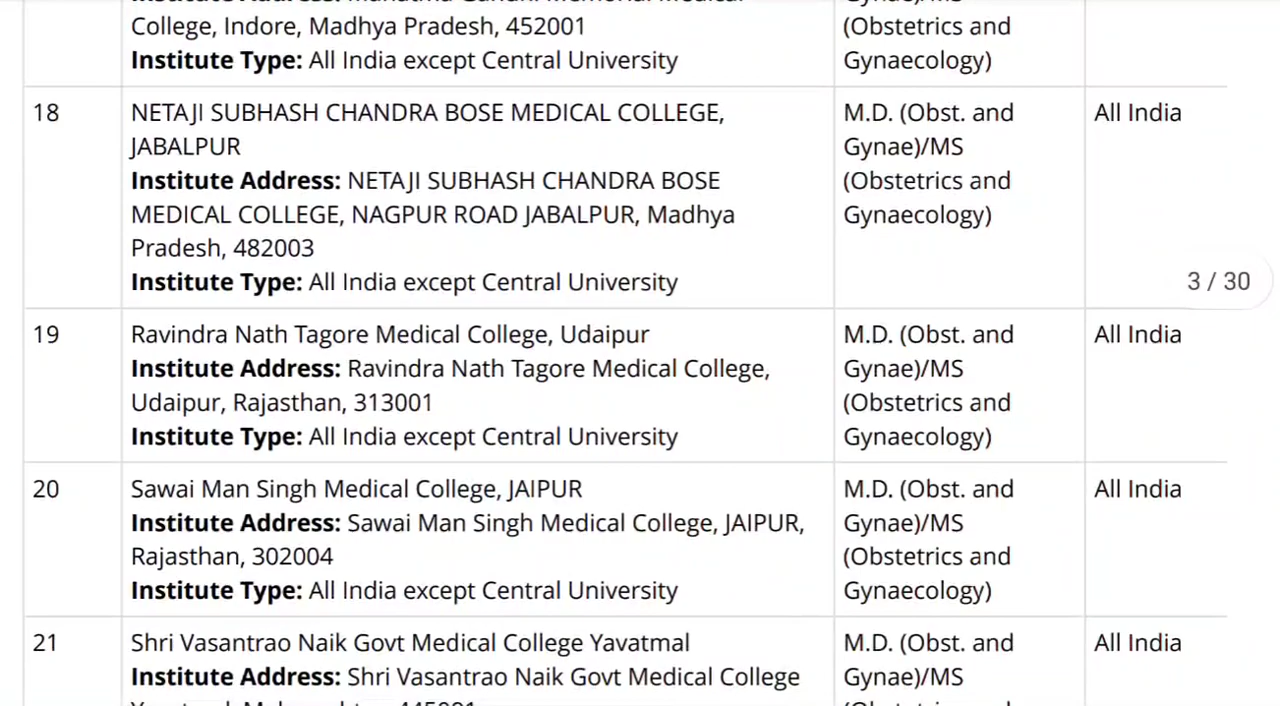 College, Indore, Madhya Pradesh, 452001
Institute Type: All India except Central University
(Obstetrics and
Gynaecology)
18
NETAJI SUBHASH CHANDRA BOSE MEDICAL COLLEGE,
JABALPUR
Institute Address: NETAJI SUBHASH CHANDRA BOSE
MEDICAL COLLEGE, NAGPUR ROAD JABALPUR, Madhya
Pradesh, 482003
Institute Type: All India except Central University
M.D. (Obst. and
Gynae)/MS
(Obstetrics and
Gynaecology)
All India
3 / 30
19
Ravindra Nath Tagore Medical College, Udaipur
Institute Address: Ravindra Nath Tagore Medical College,
Udaipur, Rajasthan, 313001
Institute Type: All India except Central University
M.D. (Obst. and
Gynae)/MS
(Obstetrics and
Gynaecology)
All India
20
Sawai Man Singh Medical College, JAIPUR
Institute Address: Sawai Man Singh Medical College, JAIPUR,
Rajasthan, 302004
Institute Type: All India except Central University
M.D. (Obst. and
Gynae)/MS
(Obstetrics and
Gynaecology)
All India
21
Shri Vasantrao Naik Govt Medical College Yavatmal
Institute Address: Shri Vasantrao Naik Govt Medical College
M.D. (Obst. and
Gynae)/MS
All India